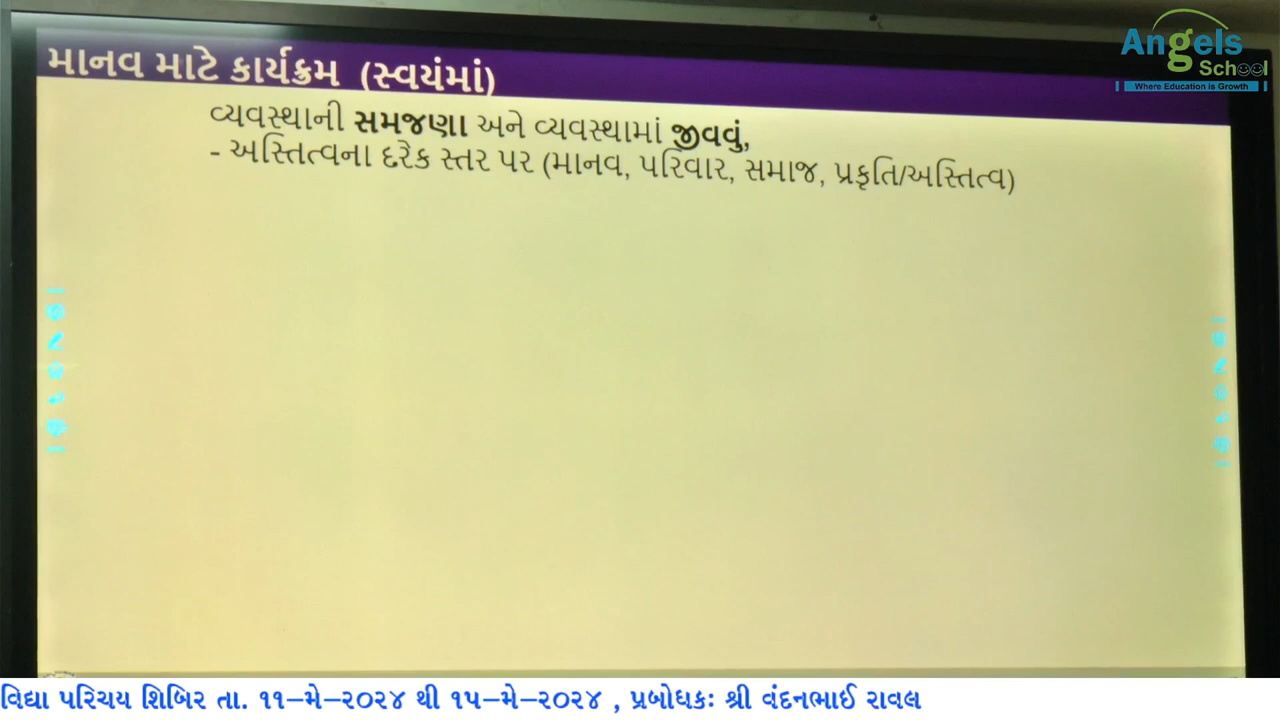 Angels
School
Where Education is Growth
માનવ માટે કાર્યક્રમ (સ્વયંમાં)
વ્યવસ્થાની સમજણા અને વ્યવસ્થામાં જીવવું,
- અસ્તિત્વના દરેક સ્તર પર (માનવ, પરિવાર, સમાજ, પ્રકૃતિ/અસ્તિત્વ)
વિદ્યા પરિચય શિબિર તા. ૧૧–મે–૨૦૨૪ થી ૧૫–મે–૨૦૨૪ , પ્રબોધકઃ શ્રી વંદનભાઈ રાવલ